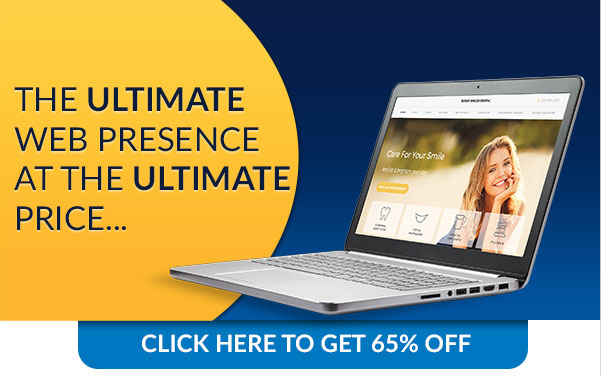 THE ULTIMATE
WEB PRESENCE
AT THE ULTIMATE
PRICE...
Care For Your Smile
CLICK HERE TO GET 65% OFF